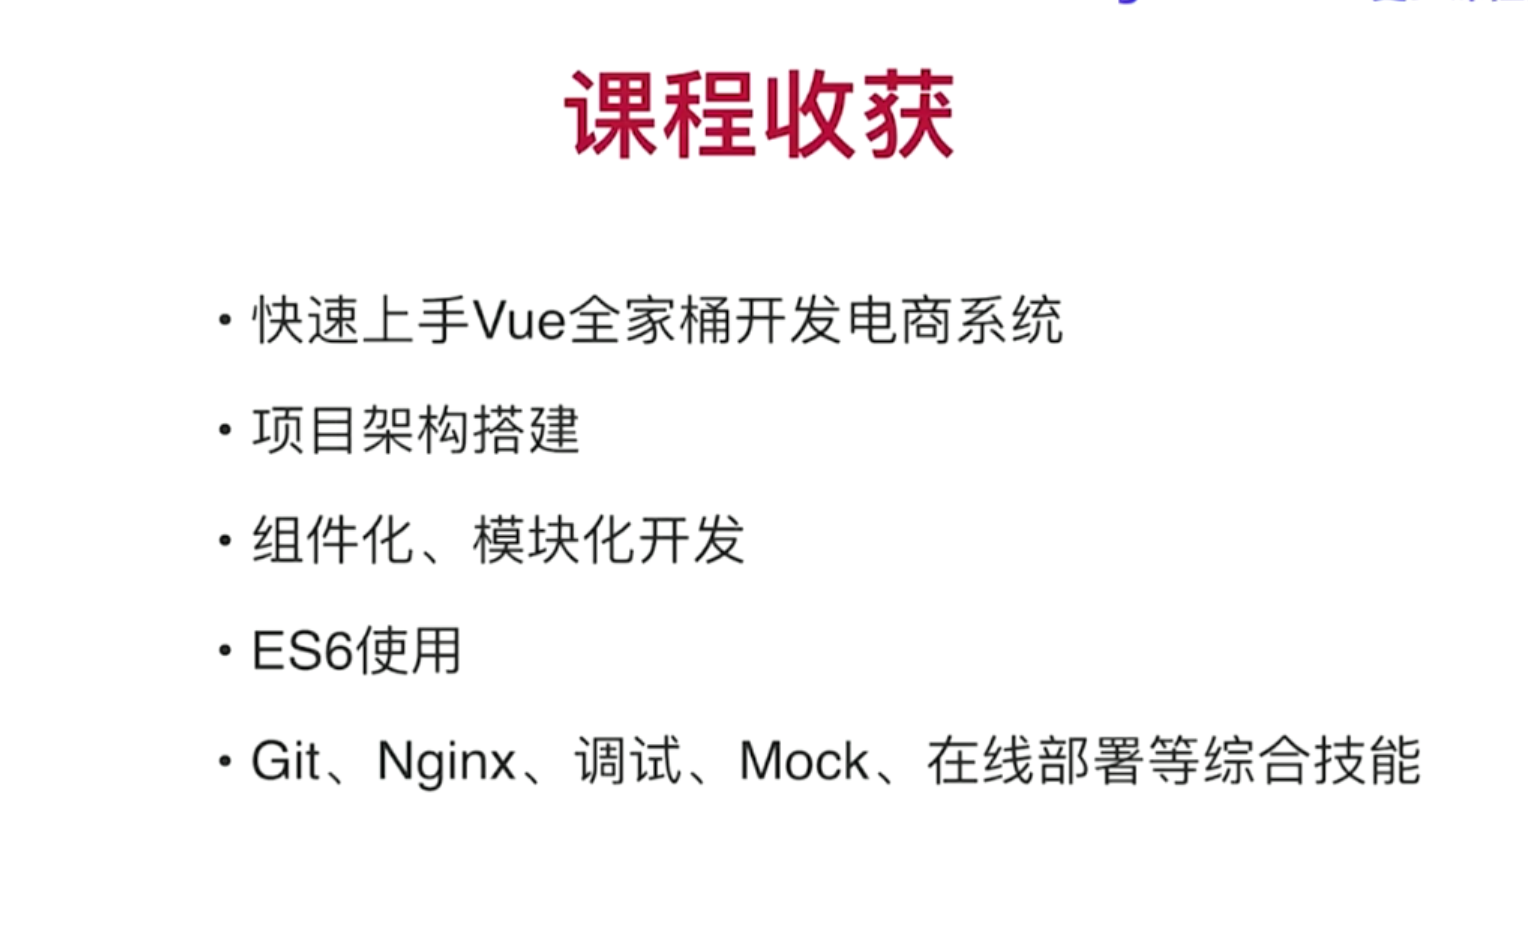 课程收获
• 快速上手Vue全家桶开发电商系统
• 项目架构搭建
• 组件化、模块化开发
• ES6使用
• Git、Nginx、调试、Mock、在线部署等综合技能